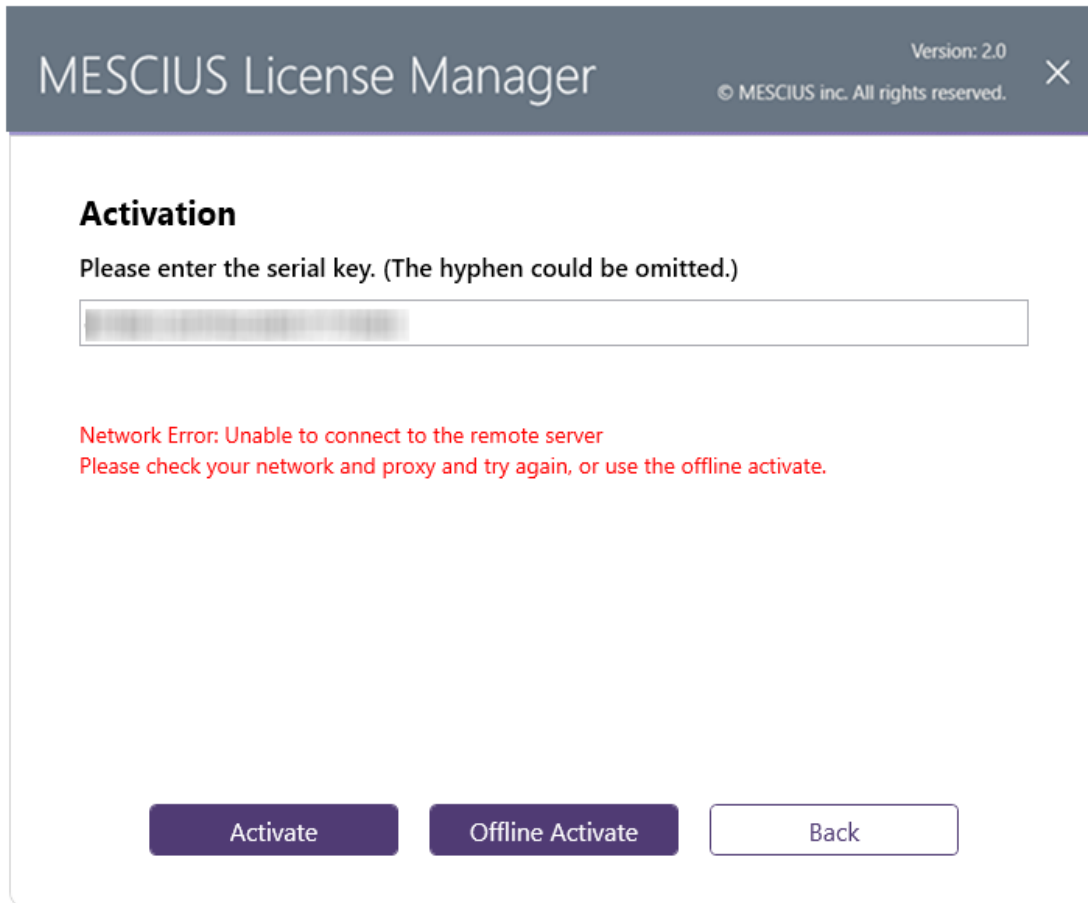 MESCIUS License Manager
Version: 2.0
© MESCIUS inc. All rights reserved.
Activation
Please enter the serial key. (The hyphen could be omitted.)
Network Error: Unable to connect to the remote server
Please check your network and proxy and try again, or use the offline activate.
Activate
Offline Activate
Back